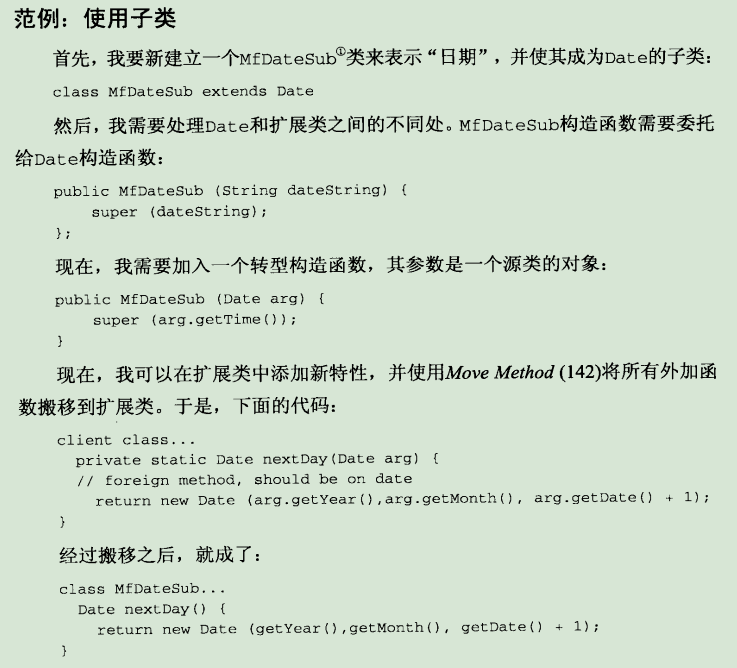 范例：使用子类
首先，我要新建立一个MfDateSub①类来表示“日期”，并使其成为Date的子类：
class MfDateSub extends Date
然后，我需要处理Date和扩展类之间的不同处。MfDateSub构造函数需要委托
给Date构造函数：
public MfDateSub (String dateString) {
super (dateString);
};
现在，我需要加入一个转型构造函数，其参数是一个源类的对象：
public MfDateSub (Date arg) {
super (arg.getTime());
}
现在，我可以在扩展类中添加新特性，并使用Move Method (142)将所有外加函
数搬移到扩展类。于是，下面的代码：
client class...
private static Date nextDay(Date arg) {
// foreign method, should be on date
return new Date (arg.getYear(),arg.getMonth(), arg.getDate() + 1);
}
经过搬移之后，就成了：
class MfDateSub...
Date nextDay() {
return new Date (getYear(),getMonth(), getDate() + 1);
}